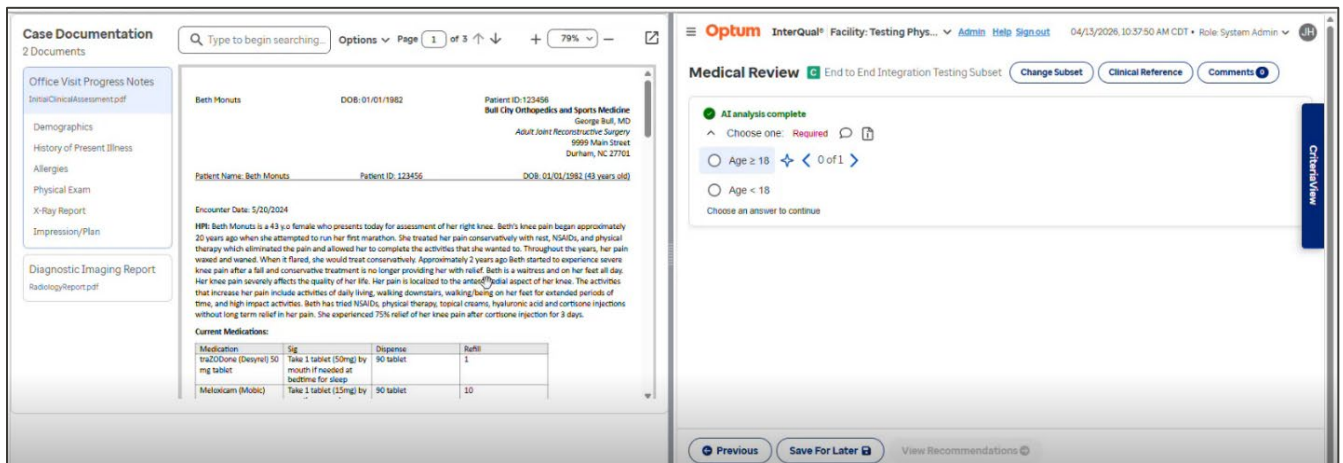 Case Documentation
2 Documents
Office Visit Progress Notes
InitialClinicalAssessment.pdf
Demographics
History of Present Illness
Allergies
Physical Exam
X-Ray Report
Impression/Plan
Diagnostic Imaging Report
RadiologyReport.pdf
Type to begin searching...
Options
Page 1 of 3
79%
Beth Monuts DOB: 01/01/1982 Patient ID: 123456
Bull City Orthopedics and Sports Medicine
George Bull, MD
Adult Joint Reconstructive Surgery
9999 Main Street
Durham, NC 27701
Patient Name: Beth Monuts Patient ID: 123456 DOB: 01/01/1982 (43 years old)
Encounter Date: 5/20/2024
HPI: Beth Monuts is a 43 y.o female who presents today for assessment of her right knee. Beth's knee pain began approximately
20 years ago when she attempted to run her first marathon. She treated her pain conservatively with rest, NSAIDs, and physical
therapy which eliminated the pain and allowed her to complete the activities that she wanted to. Throughout the years, her pain
waxed and waned. When it flared, she would treat conservatively. Approximately 2 years ago Beth started to experience severe
knee pain after a fall and conservative treatment is no longer providing her with relief. Beth is a waitress and on her feet all day.
Her knee pain severely affects the quality of her life. Her pain is localized to the aspect of her knee. The activities
that increase her pain include activities of daily living, walking downstairs, walking/being on her feet for extended periods of
time, and high impact activities. Beth has tried NSAIDs, physical therapy, topical creams, hyaluronic acid and cortisone injections
without long term relief in her pain. She experienced 75% relief of her knee pain after cortisone injection for 3 days.
Current Medications:
Medication Sig Dispense Refill
traZODone (Desyrel) 50 Take 1 tablet (50mg) by 90 tablet 1
mg tablet mouth if needed at
bedtime for sleep
Meloxicam (Mobic) Take 1 tablet (15mg) by 90 tablet 10
Optum InterQual® Facility: Testing Phys... Admin Help Sign out 04/13/2026, 10:37:50 AM CDT • Role: System Admin JH
Medical Review C End to End Integration Testing Subset Change Subset Clinical Reference Comments 0
AI analysis complete
Choose one: Required
Age ≥ 18 0 of 1
Age < 18
Choose an answer to continue
CriteriaView
Previous
Save For Later
View Recommendations